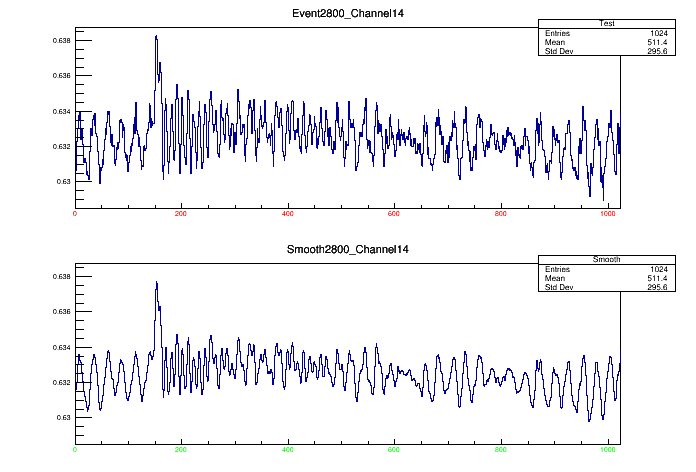 Event2800_Channel14
Test
Entries 1024
Mean 511.4
Std Dev 295.6
0.638
0.636
0.634
0.632
0.63
0 200 400 600 800 1000
Smooth2800_Channel14
Smooth
Entries 1024
Mean 511.4
Std Dev 295.6
0.638
0.636
0.634
0.632
0.63
0 200 400 600 800 1000